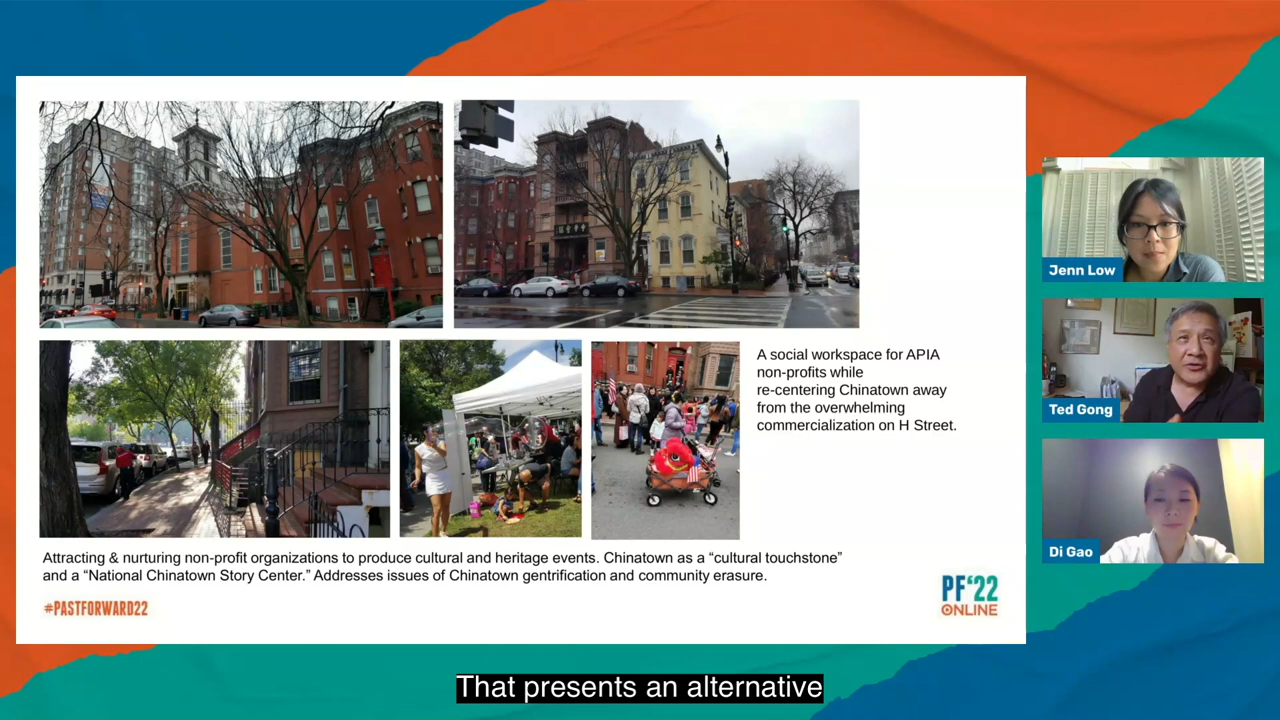 Jenn Low
Ted Gong
Di Gao
A social workspace for APIA
non-profits while
re-centering Chinatown away
from the overwhelming
commercialization on H Street.
Attracting & nurturing non-profit organizations to produce cultural and heritage events. Chinatown as a “cultural touchstone”
and a “National Chinatown Story Center.” Addresses issues of Chinatown gentrification and community erasure.
#PASTFORWARD22
PF‘22
ONLINE
That presents an alternative